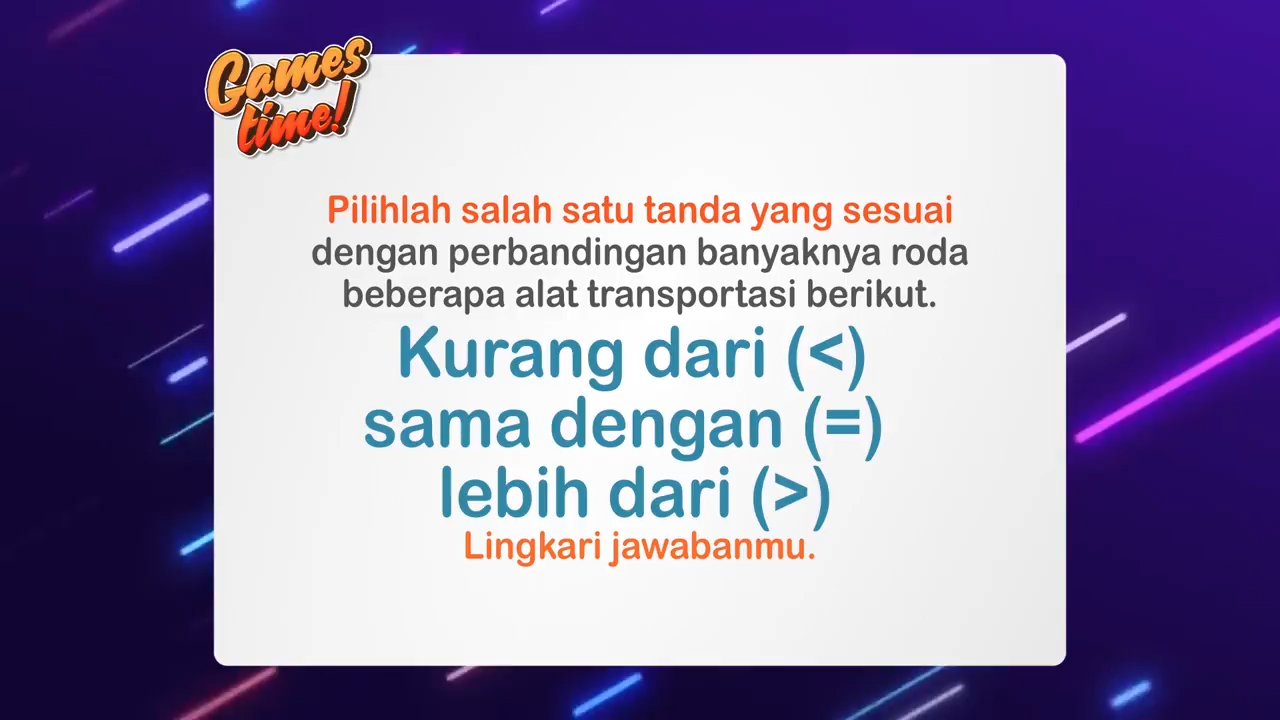 Games
time!
Pilihlah salah satu tanda yang sesuai
dengan perbandingan banyaknya roda
beberapa alat transportasi berikut.
Kurang dari (<)
sama dengan (=)
lebih dari (>)
Lingkari jawabanmu.